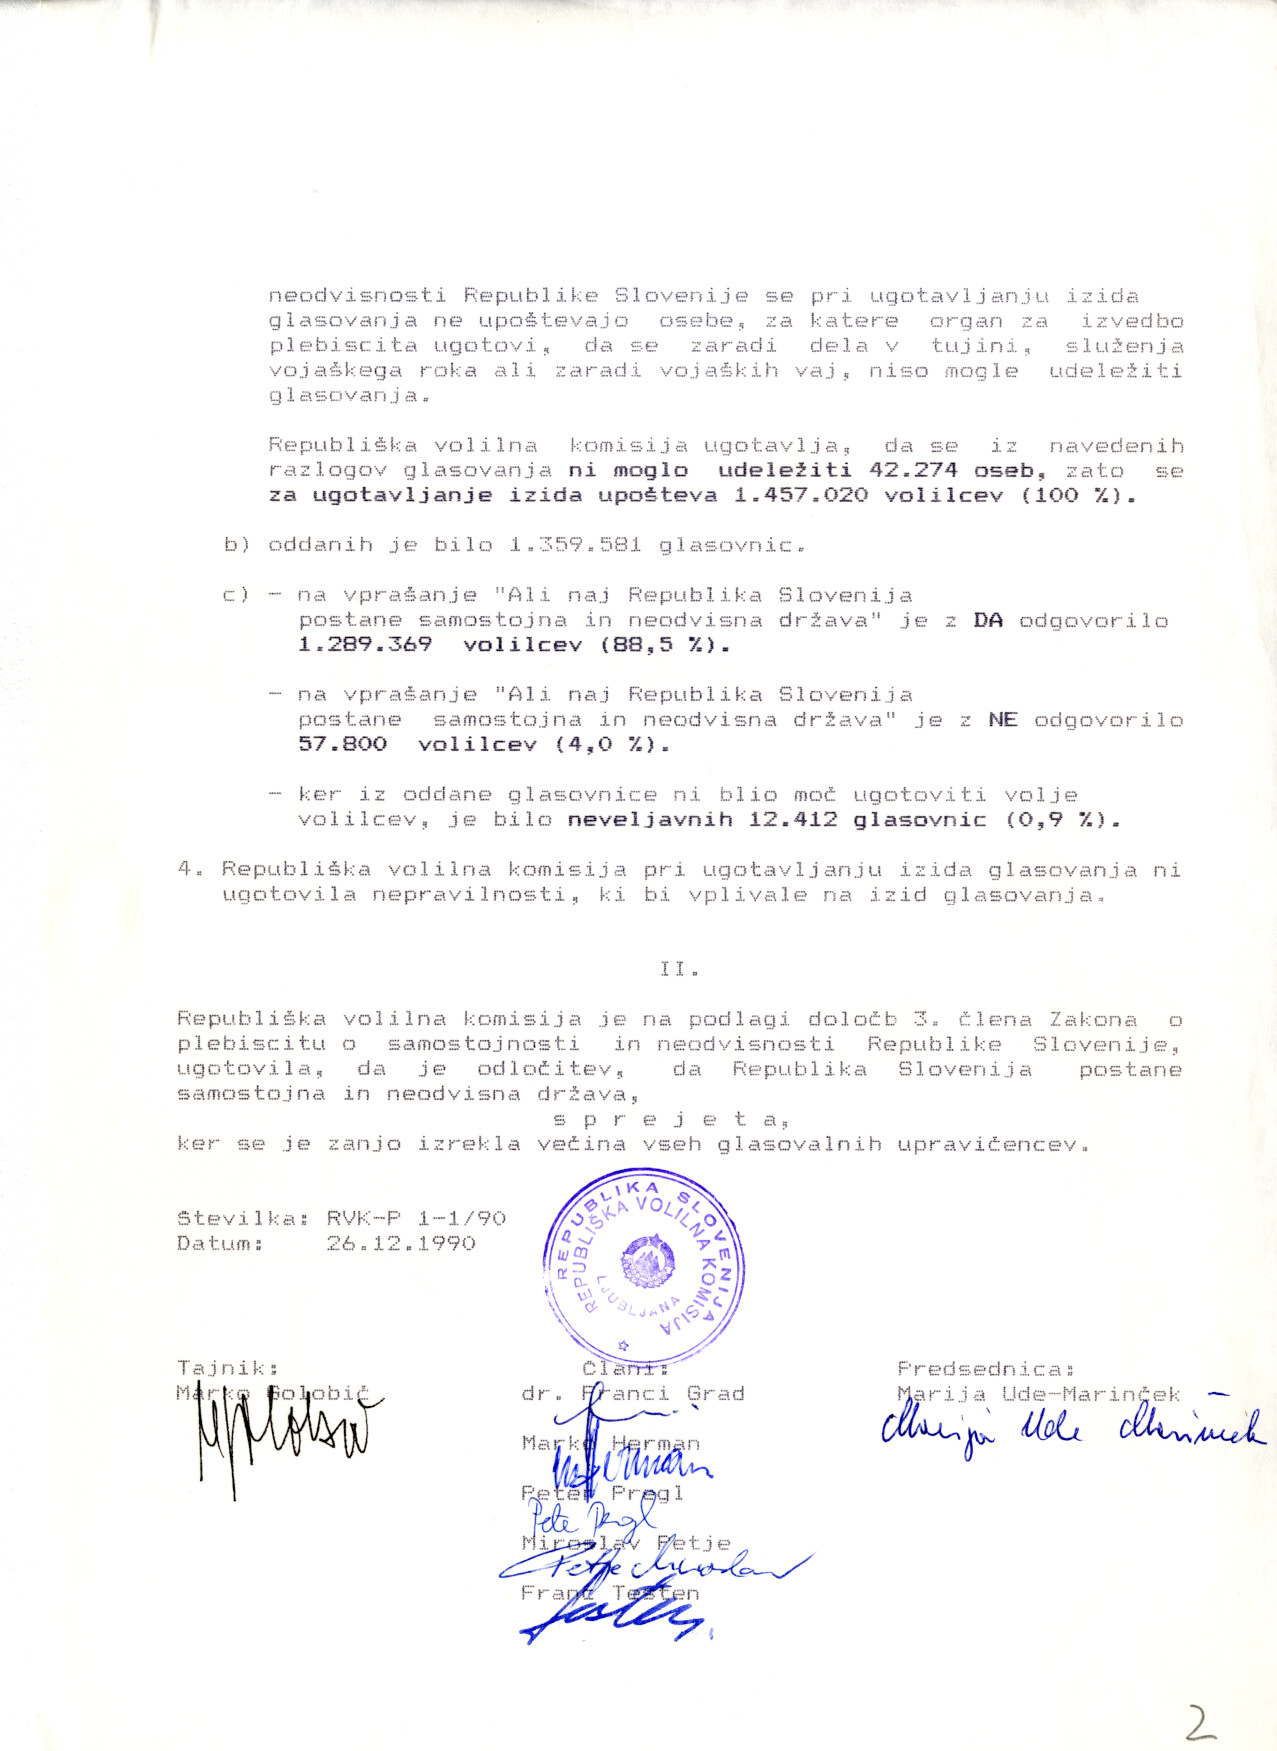 neodvisnosti Republike Slovenije se pri ugotavljanju izida
glasovanja ne upoštevajo osebe, za katere organ za izvedbo
plebiscita ugotovi, da se zaradi dela v tujini, služenja
vojaškega roka ali zaradi vojaških vaj, niso mogle udeležiti
glasovanja.
Republiška volilna komisija ugotavlja, da se iz navedenih
razlogov glasovanja ni moglo udeležiti 42.274 oseb, zato se
za ugotavljanje izida upošteva 1.457.020 volilcev (100 %).
b) oddanih je bilo 1.359.581 glasovnic.
c) - na vprašanje "Ali naj Republika Slovenija
postane samostojna in neodvisna država" je z DA odgovorilo
1.289.369 volilcev (88,5 %).
- na vprašanje "Ali naj Republika Slovenija
postane samostojna in neodvisna država" je z NE odgovorilo
57.800 volilcev (4,0 %).
- ker iz oddane glasovnice ni blio moč ugotoviti volje
volilcev, je bilo neveljavnih 12.412 glasovnic (0,9 %).
4. Republiška volilna komisija pri ugotavljanju izida glasovanja ni
ugotovila nepravilnosti, ki bi vplivale na izid glasovanja.
II.
Republiška volilna komisija je na podlagi določb 3. člena Zakona o
plebiscitu o samostojnosti in neodvisnosti Republike Slovenije,
ugotovila, da je odločitev, da Republika Slovenija postane
samostojna in neodvisna država,
s p r e j e t a,
ker se je zanjo izrekla večina vseh glasovalnih upravičencev.
REPUBLIKA SLOVENIJA
REPUBLIŠKA VOLILNA KOMISIJA
LJUBLJANA
Številka: RVK-P 1-1/90
Datum: 26.12.1990
Tajnik: Člani: Predsednica:
Marko Golobič dr. Franci Grad Marija Ude-Marinček
Marija Ude Marinček
Marko Herman
Peter Pregl
Miroslav Petje
Petje Miroslav
Franc Testen
Testen
2